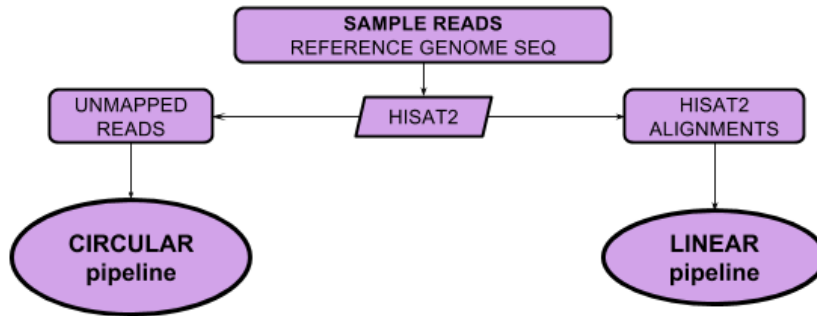 SAMPLE READS
REFERENCE GENOME SEQ
UNMAPPED
READS
HISAT2
HISAT2
ALIGNMENTS
CIRCULAR
pipeline
LINEAR
pipeline